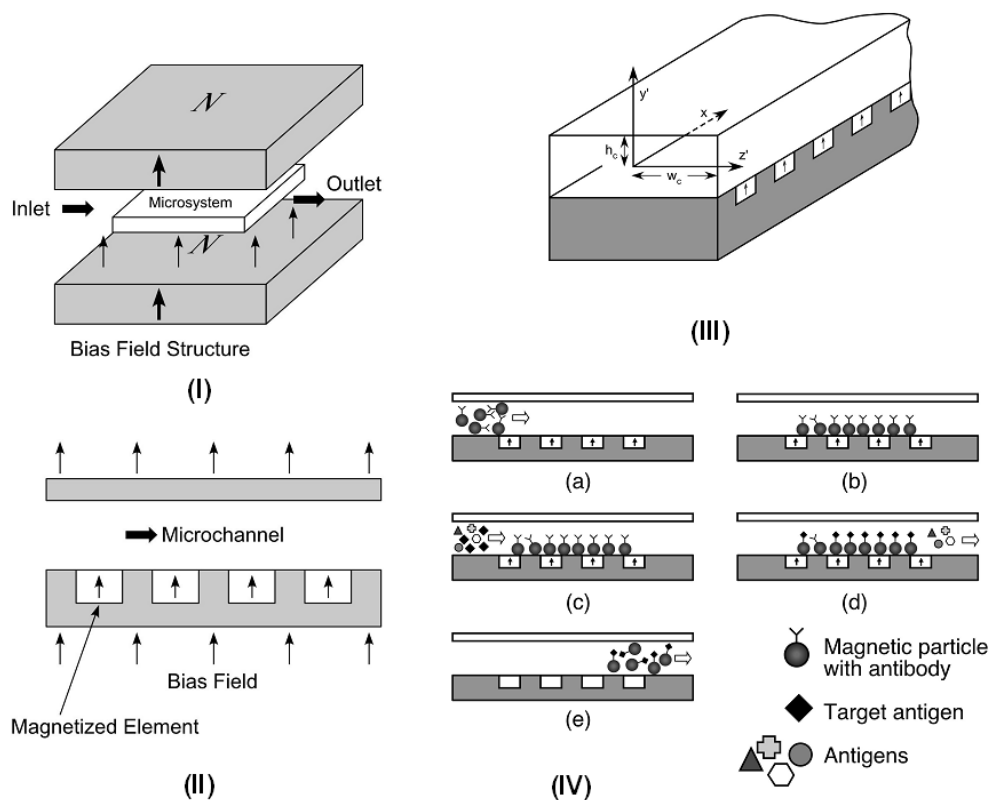 N
Inlet
Microsystem
Outlet
N
Bias Field Structure
(I)
Microchannel
Bias Field
Magnetized Element
(II)
y'
x
h_c
z'
w_c
(III)
(a)
(b)
(c)
(d)
(e)
Magnetic particle
with antibody
Target antigen
Antigens
(IV)